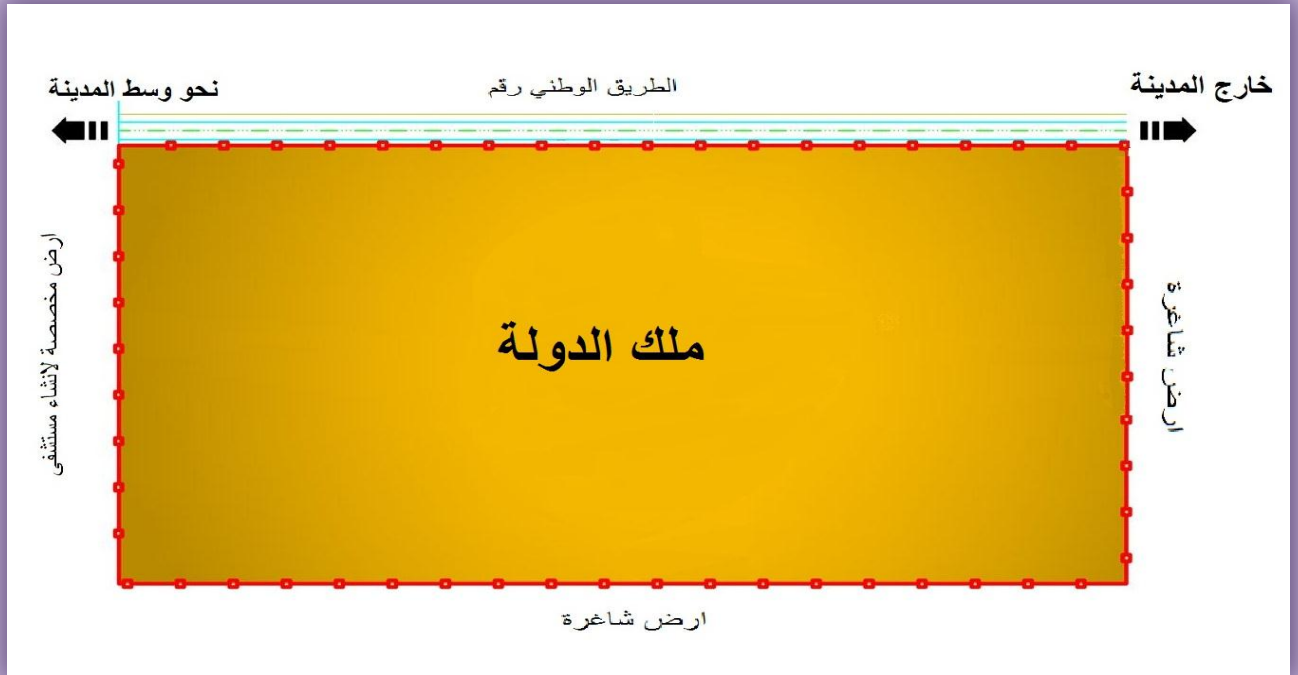 خارج المدينة
الطريق الوطني رقم
نحو وسط المدينة
ارض شاغرة
ملك الدولة
ارض مخصصة لانشاء مستشفى
ارض شاغرة